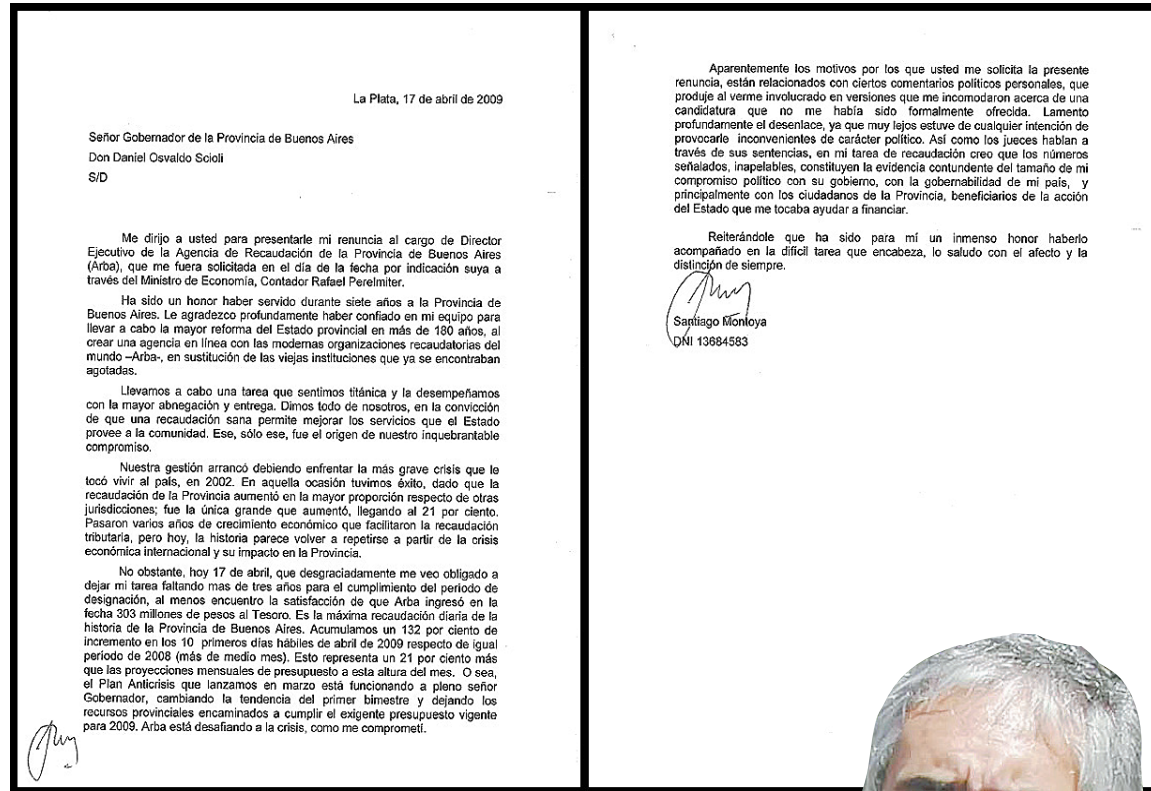 La Plata, 17 de abril de 2009
Señor Gobernador de la Provincia de Buenos Aires
Don Daniel Osvaldo Scioli
S/D
Me dirijo a usted para presentarle mi renuncia al cargo de Director
Ejecutivo de la Agencia de Recaudación de la Provincia de Buenos Aires
(Arba), que me fuera solicitada en el día de la fecha por indicación suya a
través del Ministro de Economía, Contador Rafael Perelmiter.
Ha sido un honor haber servido durante siete años a la Provincia de
Buenos Aires. Le agradezco profundamente haber confiado en mi equipo para
llevar a cabo la mayor reforma del Estado provincial en más de 180 años, al
crear una agencia en línea con las modernas organizaciones recaudatorias del
mundo –Arba-, en sustitución de las viejas instituciones que ya se encontraban
agotadas.
Llevamos a cabo una tarea que sentimos titánica y la desempeñamos
con la mayor abnegación y entrega. Dimos todo de nosotros, en la convicción
de que una recaudación sana permite mejorar los servicios que el Estado
provee a la comunidad. Ese, sólo ese, fue el origen de nuestro inquebrantable
compromiso.
Nuestra gestión arrancó debiendo enfrentar la más grave crisis que le
tocó vivir al país, en 2002. En aquella ocasión tuvimos éxito, dado que la
recaudación de la Provincia aumentó en la mayor proporción respecto de otras
jurisdicciones; fue la única grande que aumentó, llegando al 21 por ciento.
Pasaron varios años de crecimiento económico que facilitaron la recaudación
tributaria, pero hoy, la historia parece volver a repetirse a partir de la crisis
económica internacional y su impacto en la Provincia.
No obstante, hoy 17 de abril, que desgraciadamente me veo obligado a
dejar mi tarea faltando mas de tres años para el cumplimiento del período de
designación, al menos encuentro la satisfacción de que Arba ingresó en la
fecha 303 millones de pesos al Tesoro. Es la máxima recaudación diaria de la
historia de la Provincia de Buenos Aires. Acumulamos un 132 por ciento de
incremento en los 10 primeros días hábiles de abril de 2009 respecto de igual
período de 2008 (más de medio mes). Esto representa un 21 por ciento más
que las proyecciones mensuales de presupuesto a esta altura del mes. O sea,
el Plan Anticrisis que lanzamos en marzo está funcionando a pleno señor
Gobernador, cambiando la tendencia del primer bimestre y dejando los
recursos provinciales encaminados a cumplir el exigente presupuesto vigente
para 2009. Arba está desafiando a la crisis, como me comprometí.
Aparentemente los motivos por los que usted me solicita la presente
renuncia, están relacionados con ciertos comentarios políticos personales, que
produje al verme involucrado en versiones que me incomodaron acerca de una
candidatura que no me había sido formalmente ofrecida. Lamento
profundamente el desenlace, ya que muy lejos estuve de cualquier intención de
provocarle inconvenientes de carácter político. Así como los jueces hablan a
través de sus sentencias, en mi tarea de recaudación creo que los números
señalados, inapelables, constituyen la evidencia contundente del tamaño de mi
compromiso político con su gobierno, con la gobernabilidad de mi país, y
principalmente con los ciudadanos de la Provincia, beneficiarios de la acción
del Estado que me tocaba ayudar a financiar.
Reiterándole que ha sido para mí un inmenso honor haberlo
acompañado en la difícil tarea que encabeza, lo saludo con el afecto y la
distinción de siempre.
Santiago Montoya
DNI 13684583